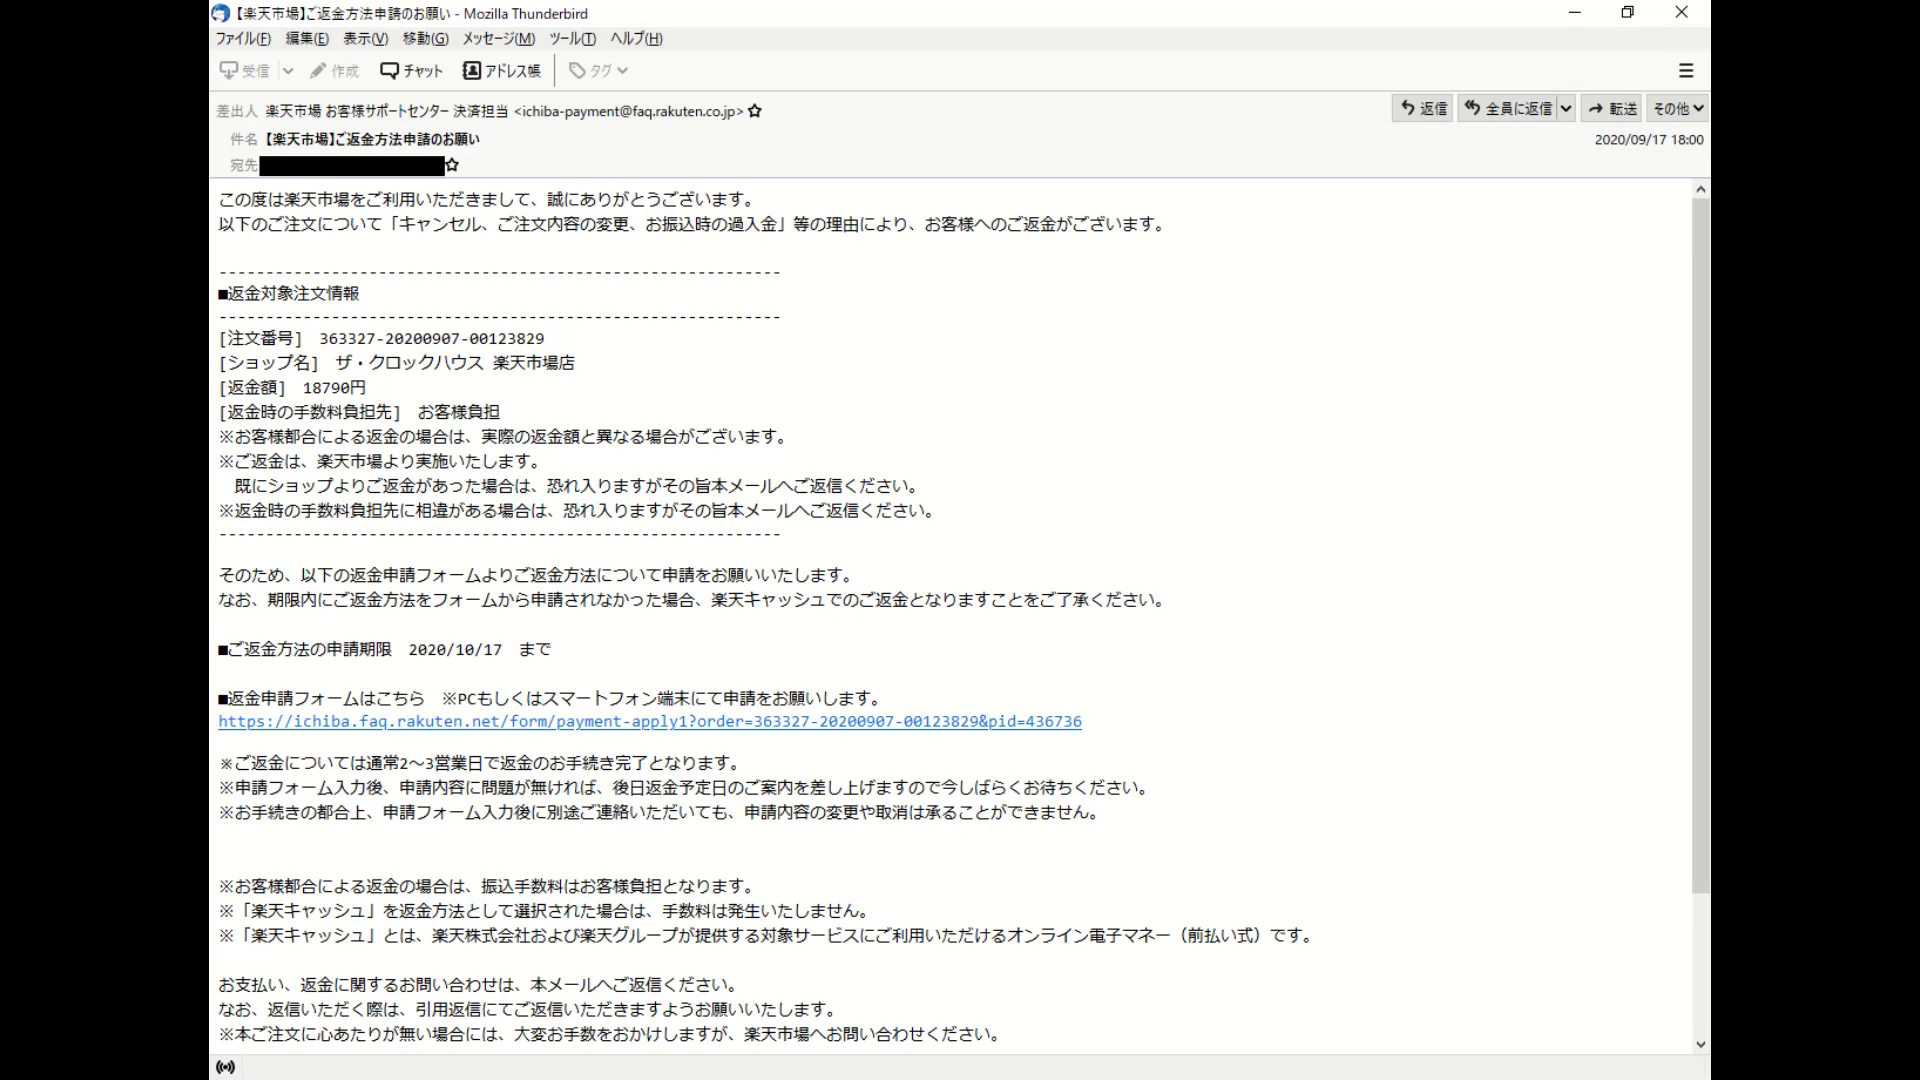 【楽天市場】ご返金方法申請のお願い - Mozilla Thunderbird
ファイル(F) 編集(E) 表示(V) 移動(G) メッセージ(M) ツール(T) ヘルプ(H)
受信 作成 チャット アドレス帳 タグ
差出人 楽天市場 お客様サポートセンター 決済担当 <ichiba-payment@faq.rakuten.co.jp> 返信 全員に返信 転送 その他
件名 【楽天市場】ご返金方法申請のお願い 2020/09/17 18:00
宛先
この度は楽天市場をご利用いただきまして、誠にありがとうございます。
以下のご注文について「キャンセル、ご注文内容の変更、お振込時の過入金」等の理由により、お客様へのご返金がございます。
------------------------------------------------------------
■返金対象注文情報
------------------------------------------------------------
[注文番号]　363327-20200907-00123829
[ショップ名]　ザ・クロックハウス 楽天市場店
[返金額]　18790円
[返金時の手数料負担先]　お客様負担
※お客様都合による返金の場合は、実際の返金額と異なる場合がございます。
※ご返金は、楽天市場より実施いたします。
　既にショップよりご返金があった場合は、恐れ入りますがその旨本メールへご返信ください。
※返金時の手数料負担先に相違がある場合は、恐れ入りますがその旨本メールへご返信ください。
------------------------------------------------------------
そのため、以下の返金申請フォームよりご返金方法について申請をお願いいたします。
なお、期限内にご返金方法をフォームから申請されなかった場合、楽天キャッシュでのご返金となりますことをご了承ください。
■ご返金方法の申請期限　2020/10/17　まで
■返金申請フォームはこちら　※PCもしくはスマートフォン端末にて申請をお願いします。
https://ichiba.faq.rakuten.net/form/payment-apply1?order=363327-20200907-00123829&pid=436736
※ご返金については通常2～3営業日で返金のお手続き完了となります。
※申請フォーム入力後、申請内容に問題が無ければ、後日返金予定日のご案内を差し上げますので今しばらくお待ちください。
※お手続きの都合上、申請フォーム入力後に別途ご連絡いただいても、申請内容の変更や取消は承ることができません。
※お客様都合による返金の場合は、振込手数料はお客様負担となります。
※「楽天キャッシュ」を返金方法として選択された場合は、手数料は発生いたしません。
※「楽天キャッシュ」とは、楽天株式会社および楽天グループが提供する対象サービスにご利用いただけるオンライン電子マネー（前払い式）です。
お支払い、返金に関するお問い合わせは、本メールへご返信ください。
なお、返信いただく際は、引用返信にてご返信いただきますようお願いいたします。
※本ご注文に心あたりが無い場合には、大変お手数をおかけしますが、楽天市場へお問い合わせください。